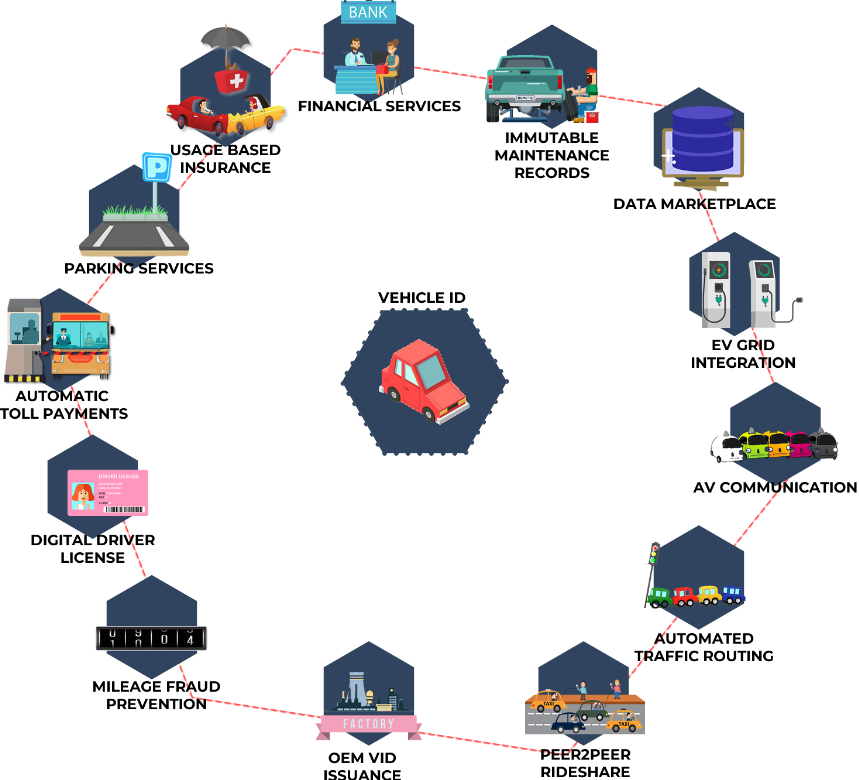 BANK
FINANCIAL SERVICES
IMMUTABLE
MAINTENANCE
RECORDS
DATA MARKETPLACE
EV GRID
INTEGRATION
AV COMMUNICATION
AUTOMATED
TRAFFIC ROUTING
TAXI
TAXI
PEER2PEER
RIDESHARE
FACTORY
OEM VID
ISSUANCE
MILEAGE FRAUD
PREVENTION
DRIVER LICENSE
DIGITAL DRIVER
LICENSE
AUTOMATIC
TOLL PAYMENTS
P
PARKING SERVICES
USAGE BASED
INSURANCE
VEHICLE ID